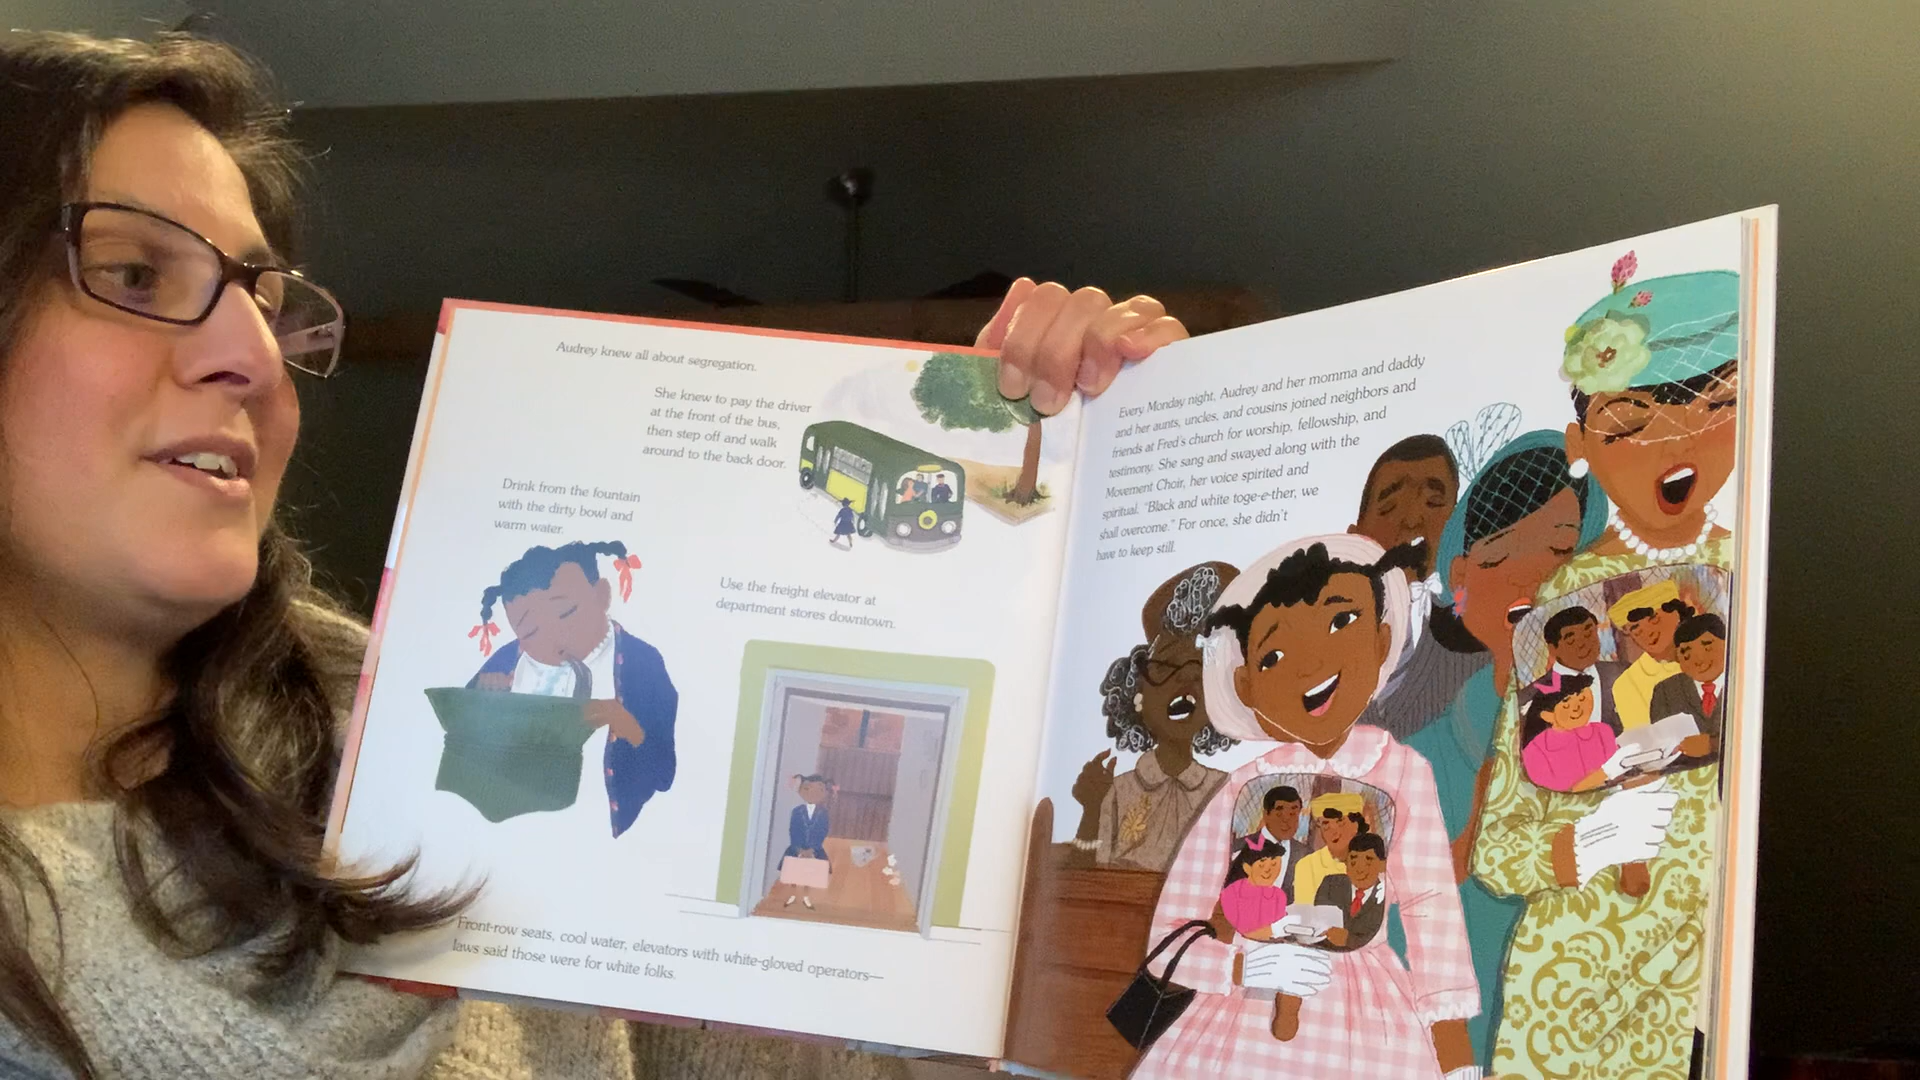 Audrey knew all about segregation.
She knew to pay the driver
at the front of the bus,
then step off and walk
around to the back door.
Drink from the fountain
with the dirty bowl and
warm water.
Use the freight elevator at
department stores downtown.
Front-row seats, cool water, elevators with white-gloved operators—
laws said those were for white folks.
Every Monday night, Audrey and her momma and daddy
and her aunts, uncles, and cousins joined neighbors and
friends at Fred's church for worship, fellowship, and
testimony. She sang and swayed along with the
Movement Choir, her voice spirited and
spiritual. "Black and white toge-e-ther, we
shall overcome." For once, she didn't
have to keep still.